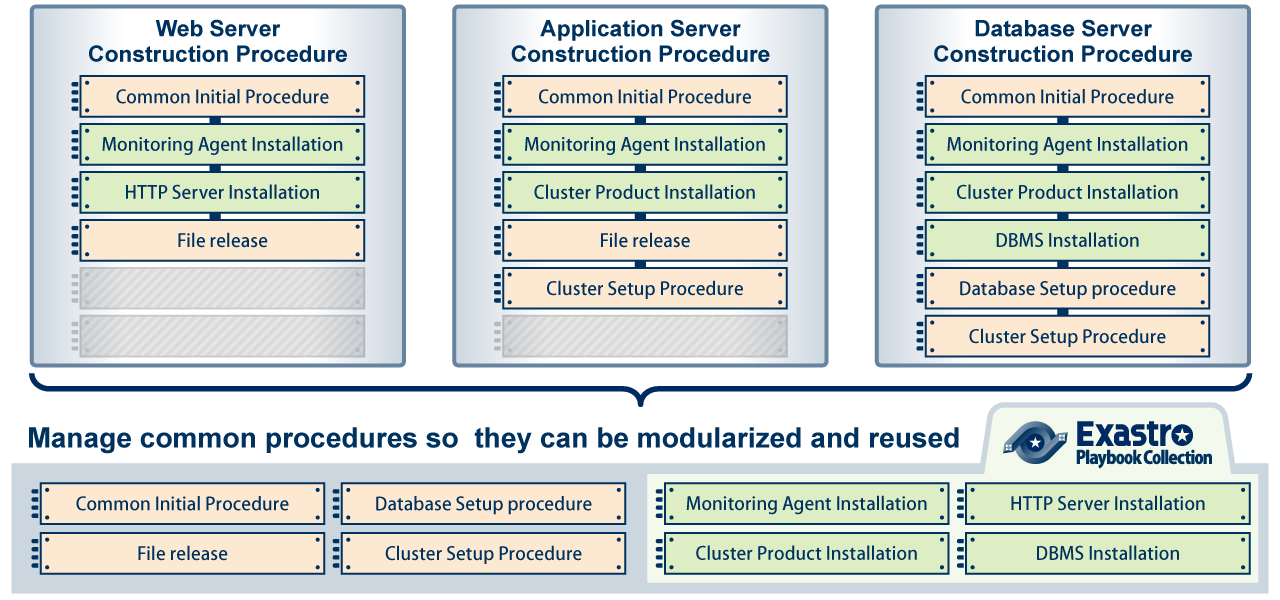 Web Server
Construction Procedure
Common Initial Procedure
Monitoring Agent Installation
HTTP Server Installation
File release
Application Server
Construction Procedure
Common Initial Procedure
Monitoring Agent Installation
Cluster Product Installation
File release
Cluster Setup Procedure
Database Server
Construction Procedure
Common Initial Procedure
Monitoring Agent Installation
Cluster Product Installation
DBMS Installation
Database Setup procedure
Cluster Setup Procedure
Manage common procedures so  they can be modularized and reused
Exastro
Playbook Collection
Common Initial Procedure
Database Setup procedure
File release
Cluster Setup Procedure
Monitoring Agent Installation
HTTP Server Installation
Cluster Product Installation
DBMS Installation